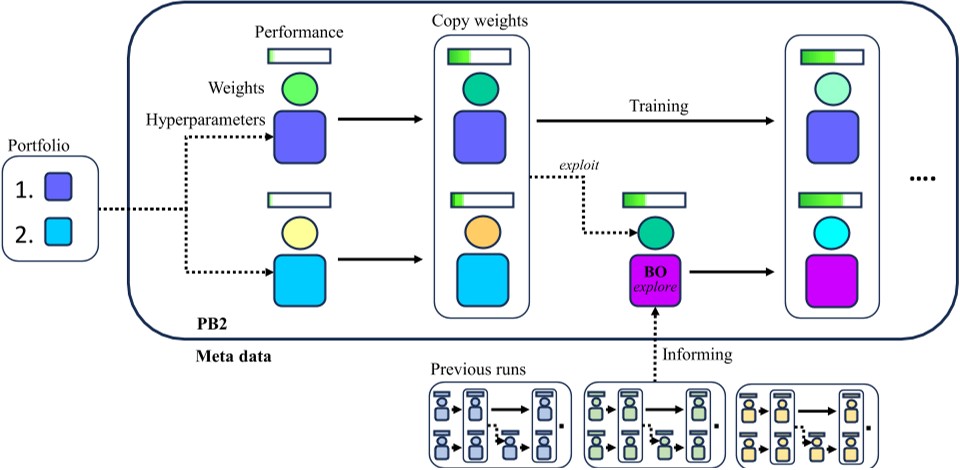 Copy weights
Performance
Weights
Hyperparameters
Training
Portfolio
exploit
1.
2.
....
BO
explore
PB2
Meta data
Informing
Previous runs